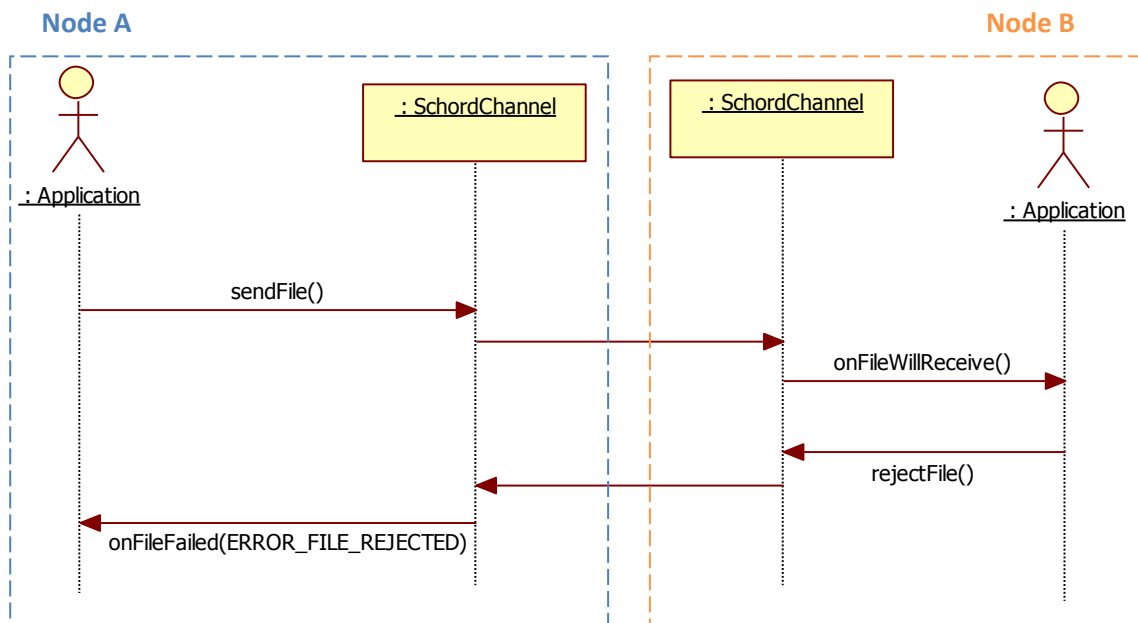 Node A
Node B
: SchordChannel
: SchordChannel
: Application
: Application
sendFile()
onFileWillReceive()
rejectFile()
onFileFailed(ERROR_FILE_REJECTED)